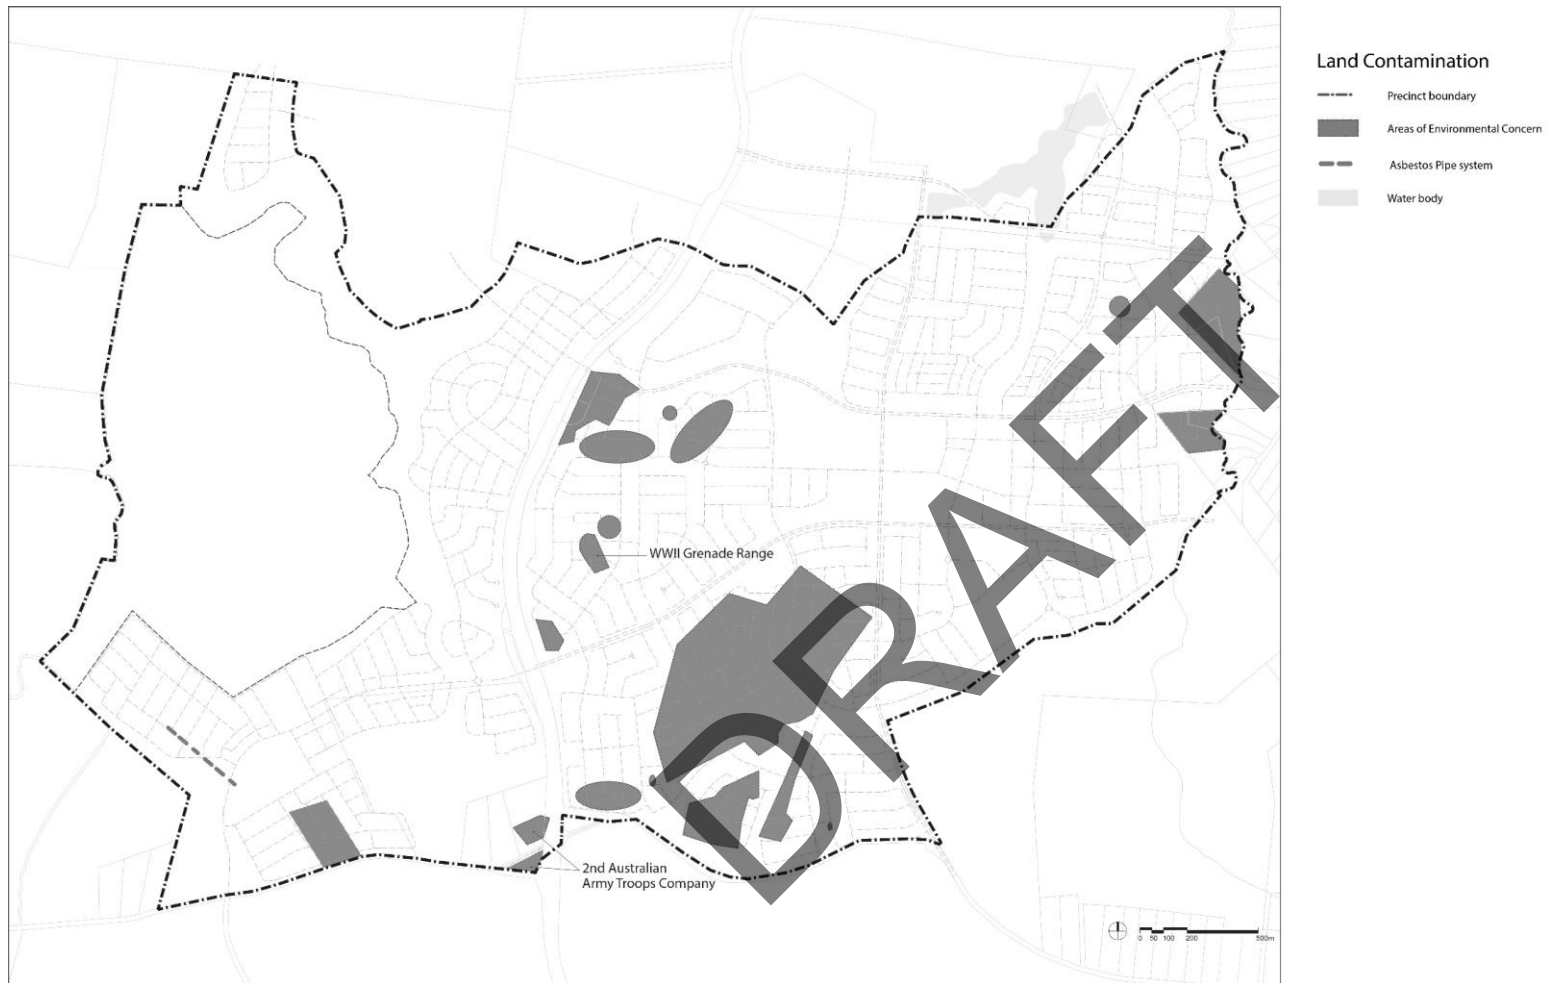 Land Contamination
Precinct boundary
Areas of Environmental Concern
Asbestos Pipe system
Water body
WWII Grenade Range
2nd Australian
Army Troops Company
DRAFT
0 50 100 200 500m